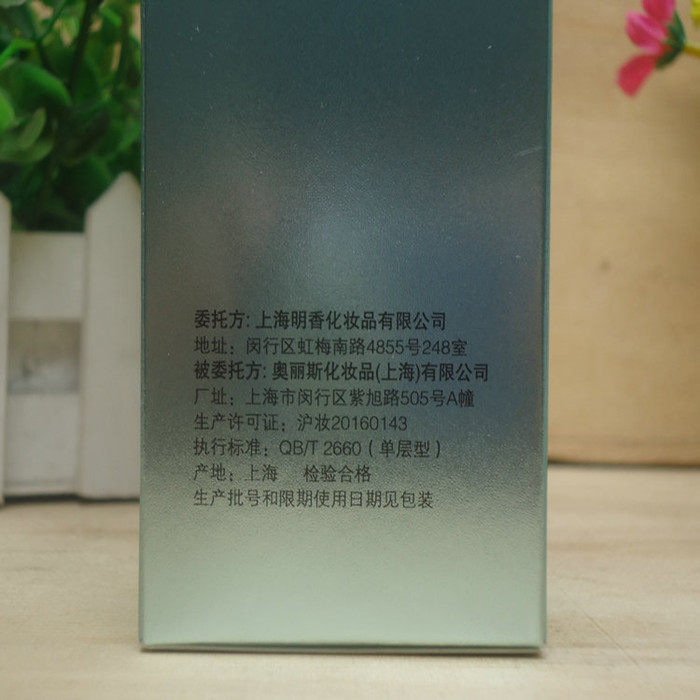 委托方: 上海明香化妆品有限公司
地址: 闵行区虹梅南路4855号248室
被委托方: 奥丽斯化妆品(上海)有限公司
厂址: 上海市闵行区紫旭路505号A幢
生产许可证: 沪妆20160143
执行标准: QB/T 2660 ( 单层型 )
产地: 上海 检验合格
生产批号和限期使用日期见包装